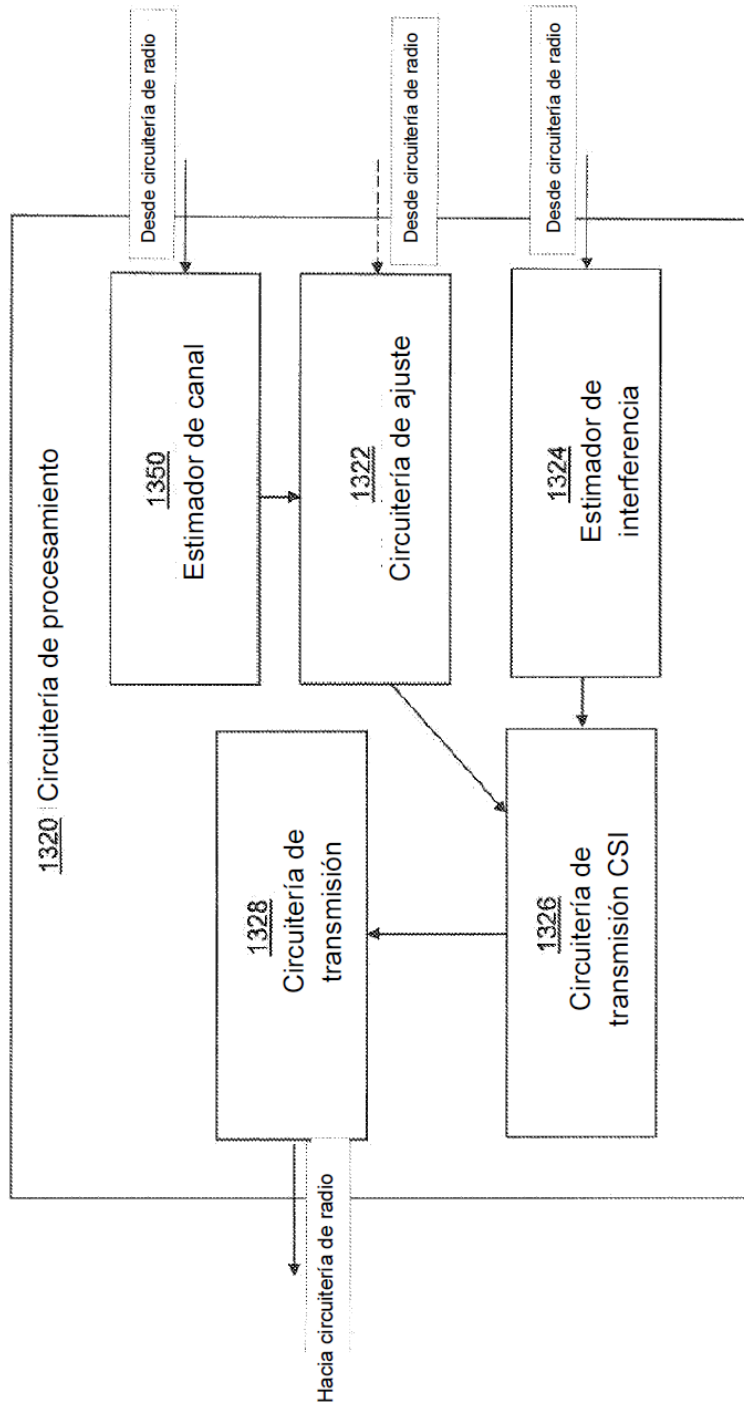 1320 Circuitería de procesamiento
Desde circuitería de radio
1350
Estimador de canal
Desde circuitería de radio
1322
Circuitería de ajuste
Desde circuitería de radio
1324
Estimador de
interferencia
1328
Circuitería de
transmisión
1326
Circuitería de
transmisión CSI
Hacia circuitería de radio